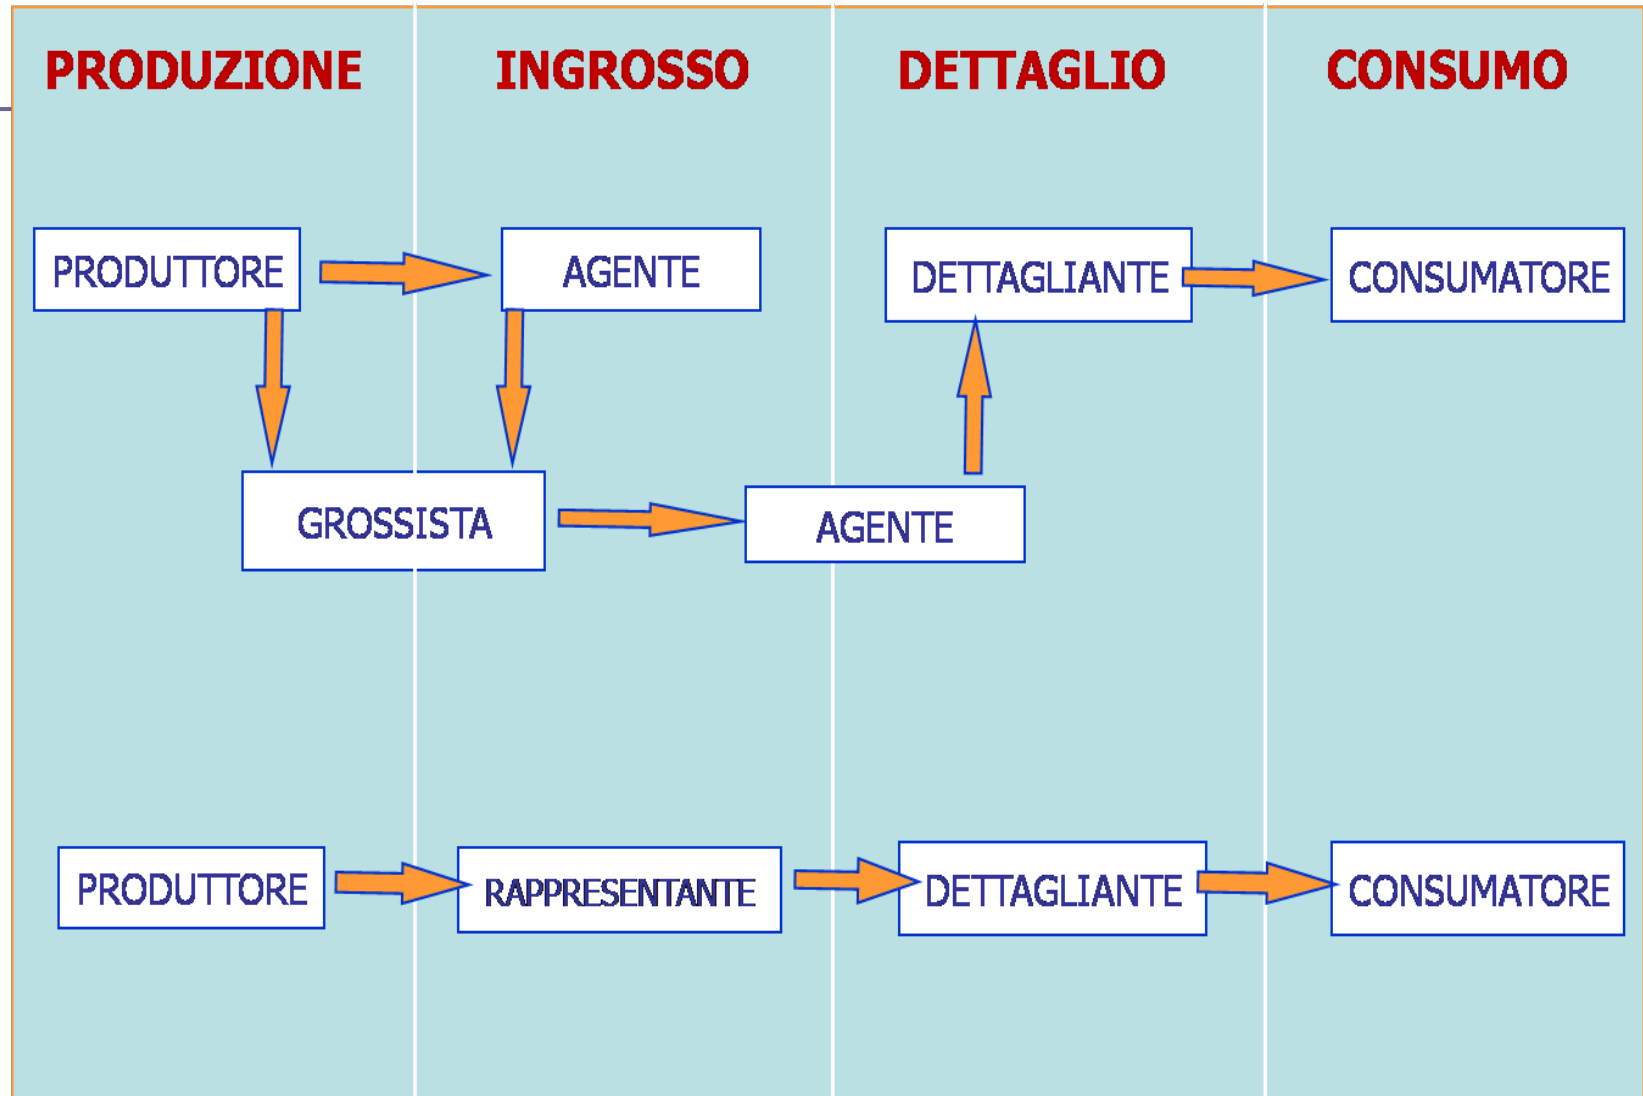 PRODUZIONE
INGROSSO
DETTAGLIO
CONSUMO
PRODUTTORE
AGENTE
DETTAGLIANTE
CONSUMATORE
GROSSISTA
AGENTE
PRODUTTORE
RAPPRESENTANTE
DETTAGLIANTE
CONSUMATORE